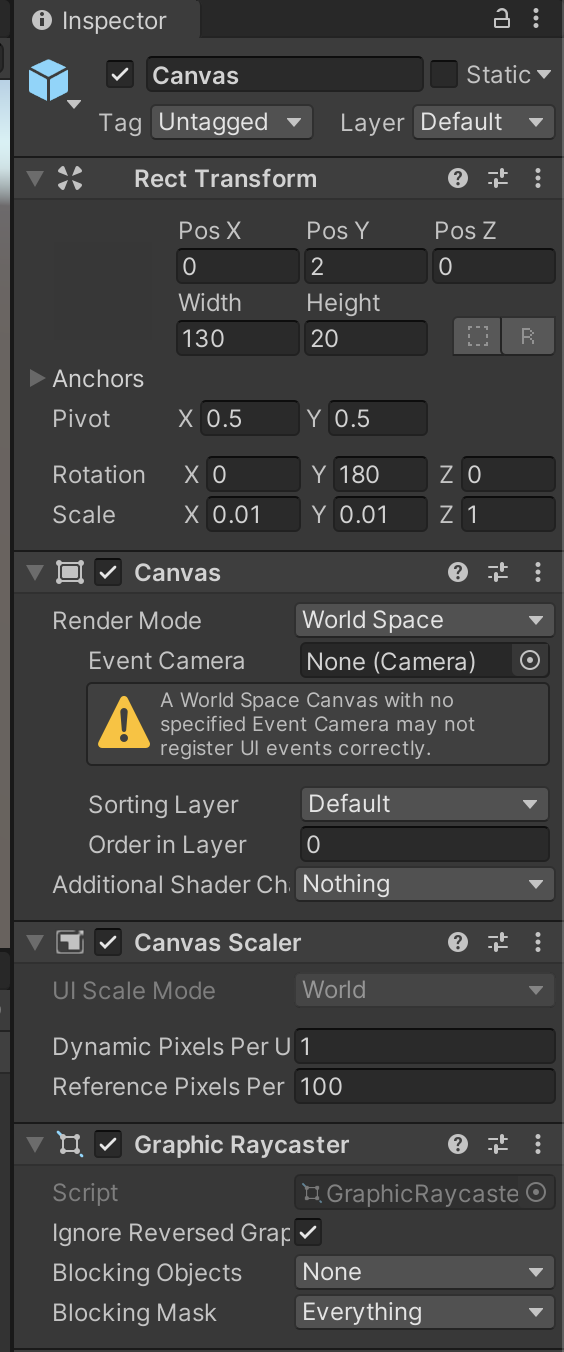 Inspector
Canvas
Static
Tag Untagged Layer Default
Rect Transform
Pos X Pos Y Pos Z
0 2 0
Width Height
130 20
R
Anchors
Pivot X 0.5 Y 0.5
Rotation X 0 Y 180 Z 0
Scale X 0.01 Y 0.01 Z 1
Canvas
Render Mode World Space
Event Camera None (Camera)
A World Space Canvas with no
specified Event Camera may not
register UI events correctly.
Sorting Layer Default
Order in Layer 0
Additional Shader Ch Nothing
Canvas Scaler
UI Scale Mode World
Dynamic Pixels Per U 1
Reference Pixels Per 100
Graphic Raycaster
Script GraphicRaycaste
Ignore Reversed Grap
Blocking Objects None
Blocking Mask Everything